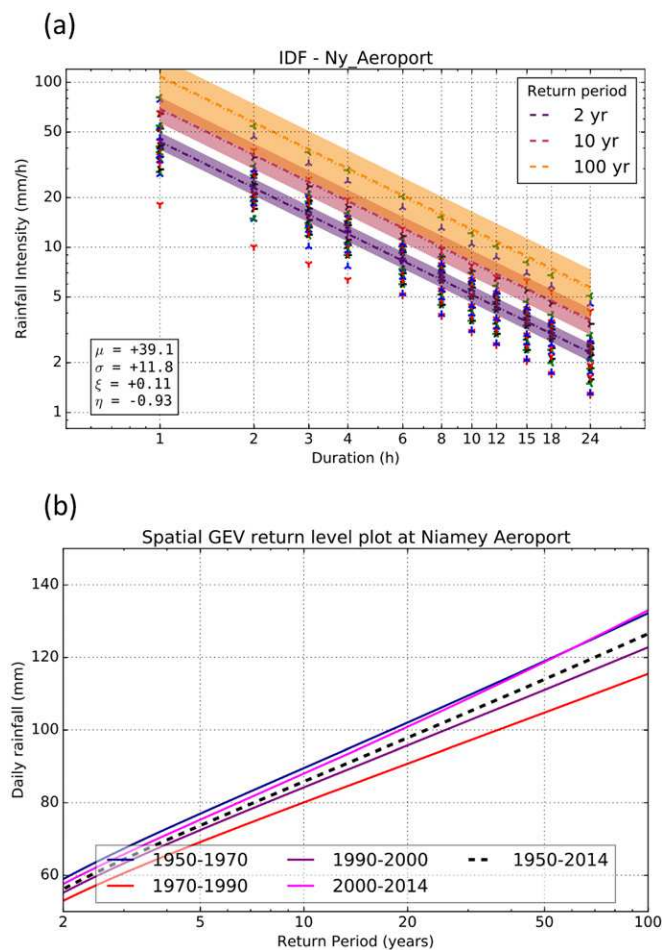 (a)
IDF - Ny_Aeroport
Return period
2 yr
10 yr
100 yr
100
50
20
10
5
2
1
Rainfall Intensity (mm/h)
μ = +39.1
σ = +11.8
ξ = +0.11
η = -0.93
1 2 3 4 6 8 10 12 15 18 24
Duration (h)
(b)
Spatial GEV return level plot at Niamey Aeroport
140
120
100
80
60
Daily rainfall (mm)
1950-1970 1990-2000 1950-2014
1970-1990 2000-2014
2 5 10 20 50 100
Return Period (years)